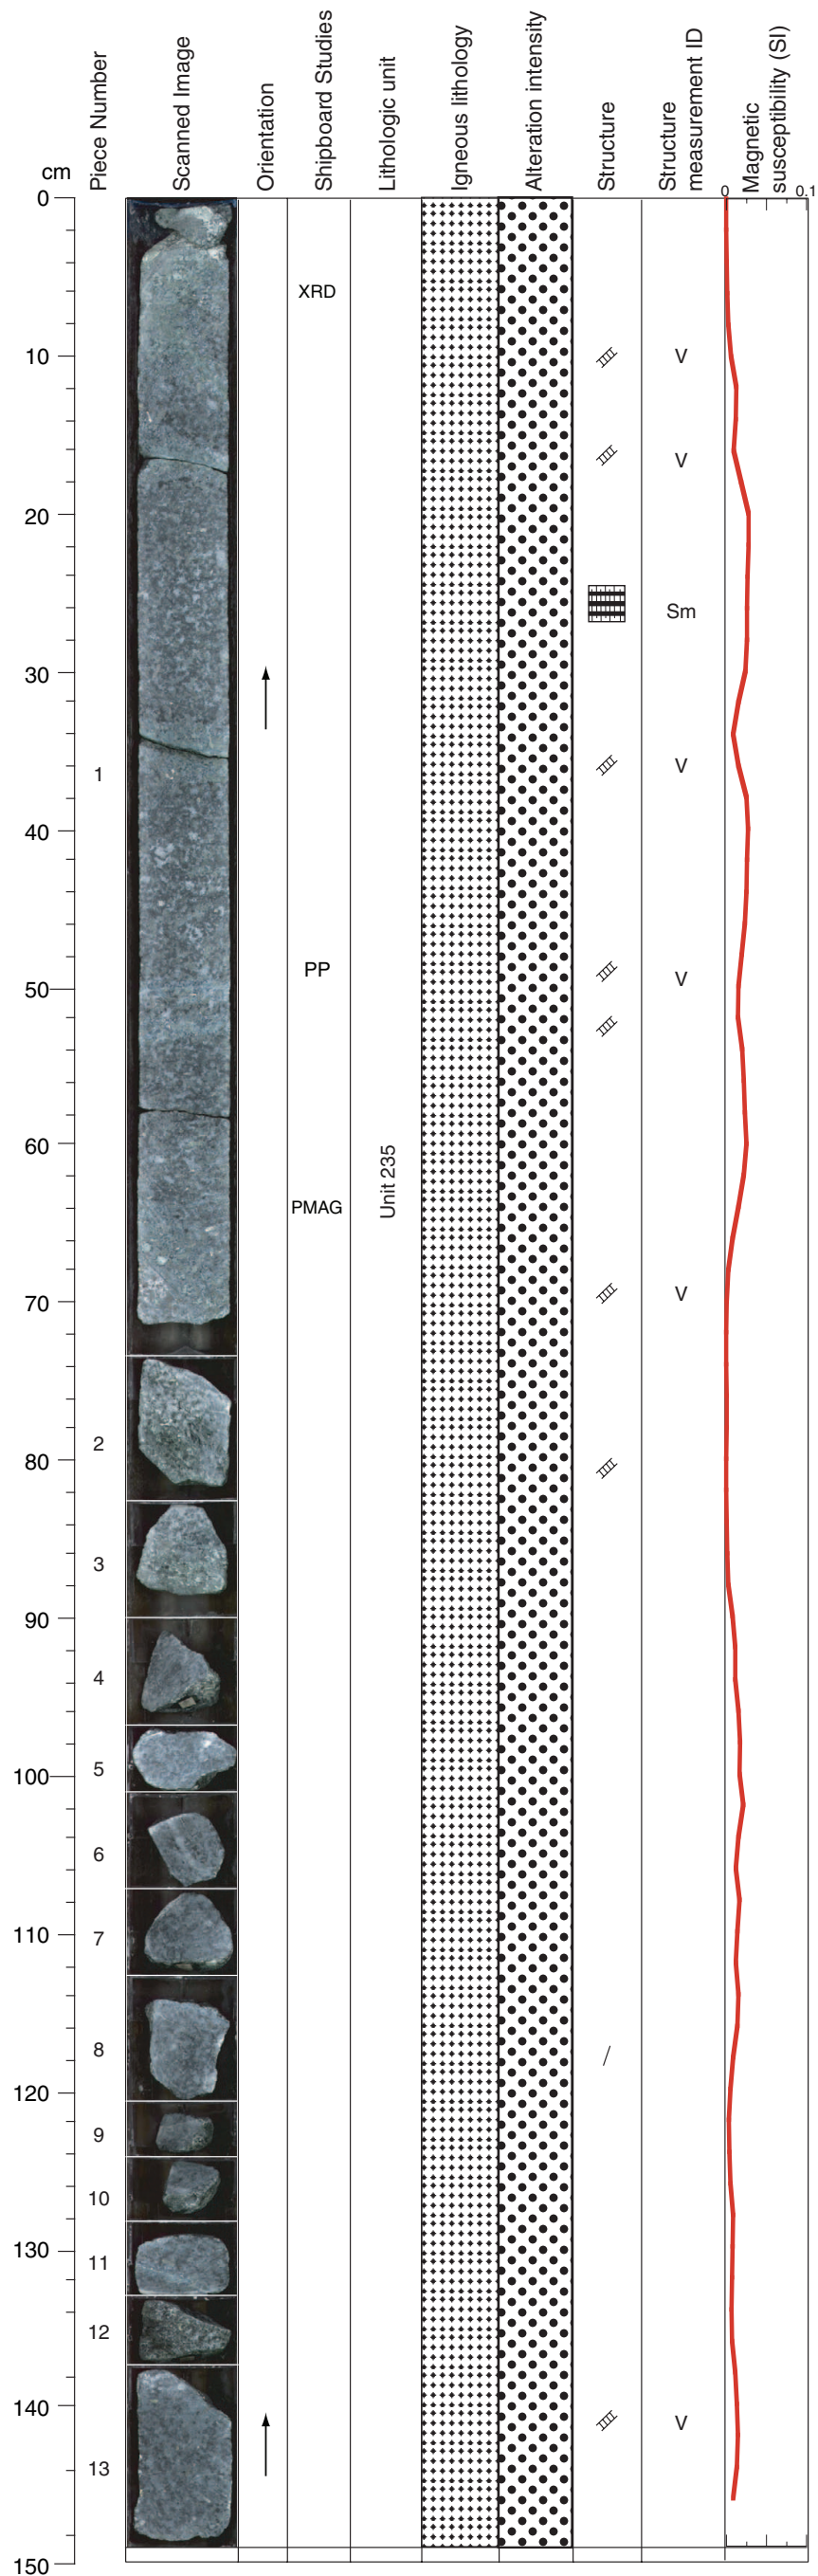 cm
Piece Number
Scanned Image
Orientation
Shipboard Studies
Lithologic unit
Igneous lithology
Alteration intensity
Structure
Structure
measurement ID
Magnetic
susceptibility (SI)
0 0.1
0
XRD
10 V
V
20
Sm
30
1 V
40
PP V
50
60
Unit 235
PMAG
70 V
2
80
3
90
4
5
100
6
7
110
8
120
9
10
130
11
12
140 V
13
150